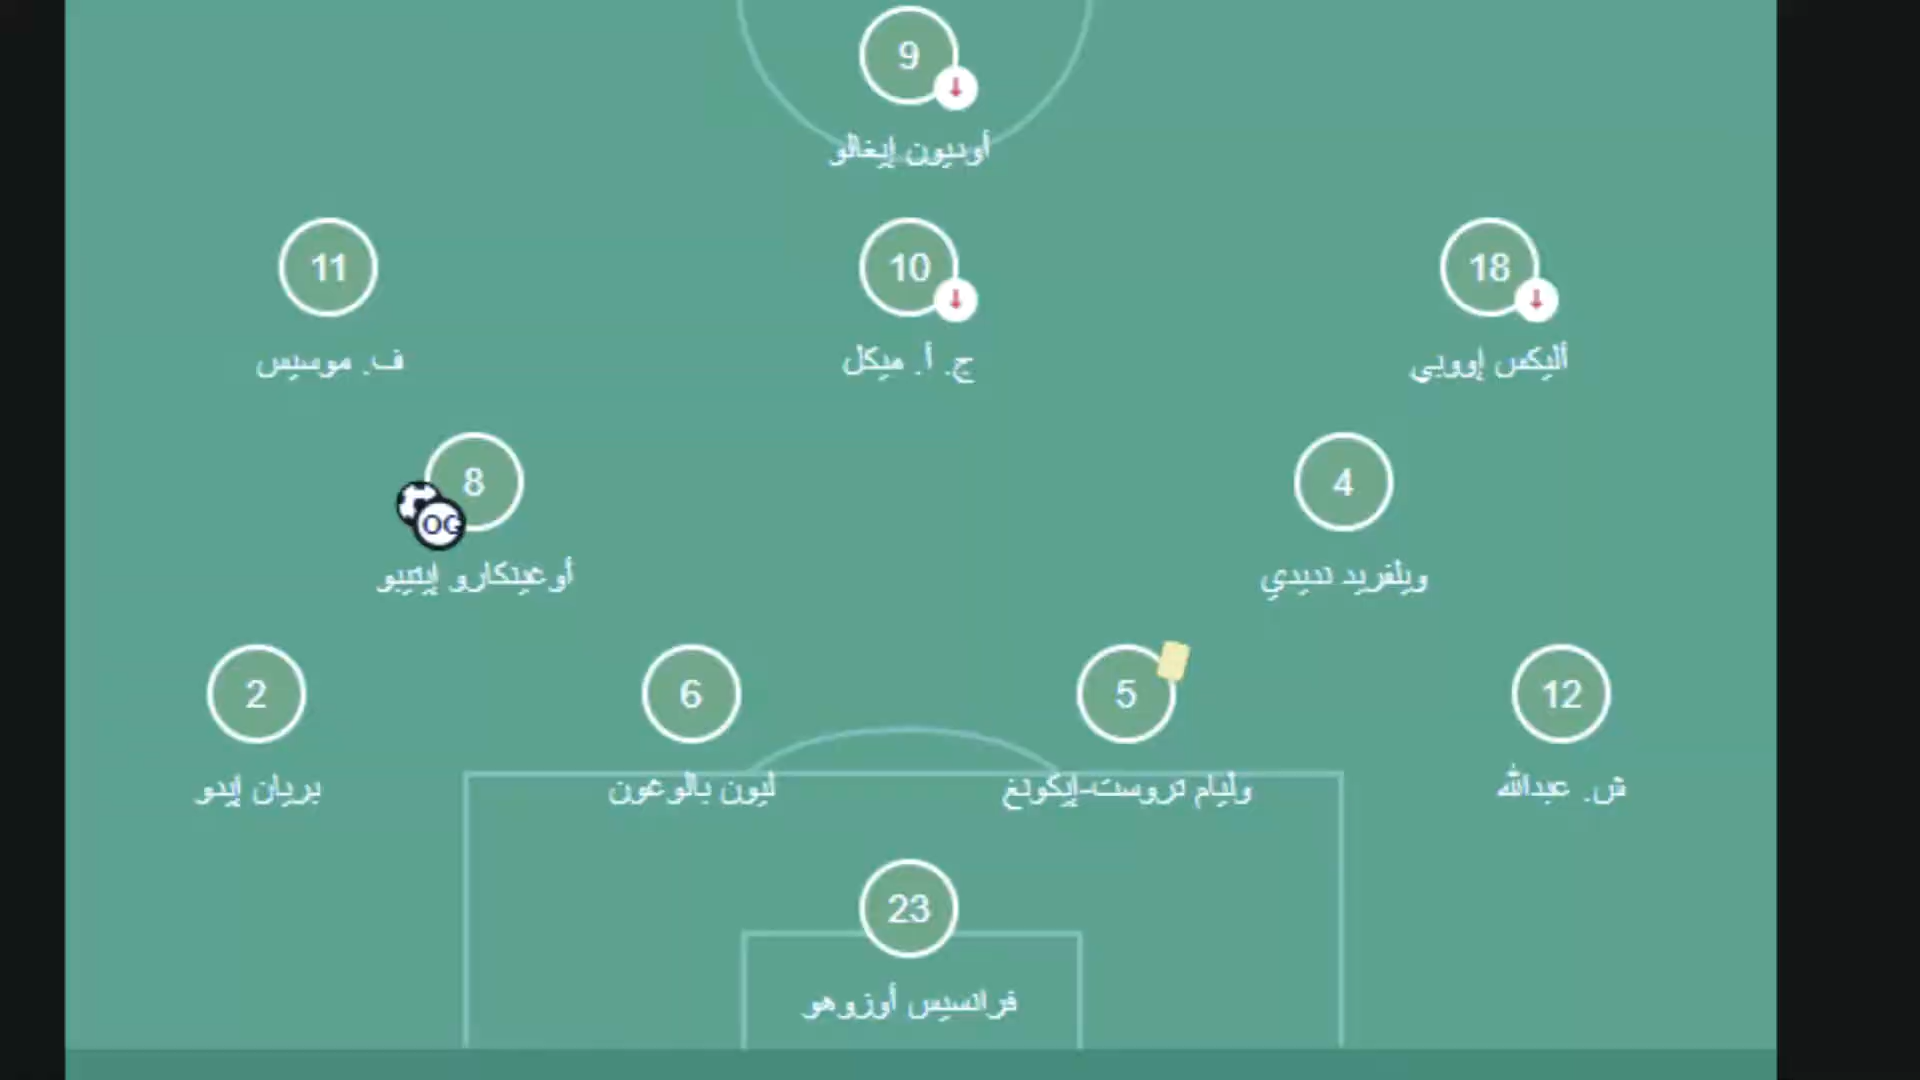 9
أوديون إيغالو
11
10
18
ف. موسيس
ج. أ. ميكل
أليكس إيووبي
8
4
OG
أوغينكارو إيتيبو
ويلفريد نديدي
2
6
5
12
بريان إيدو
ليون بالوغون
وليام تروست-إيكونغ
ش. عبدالله
23
فرانسيس أوزوهو